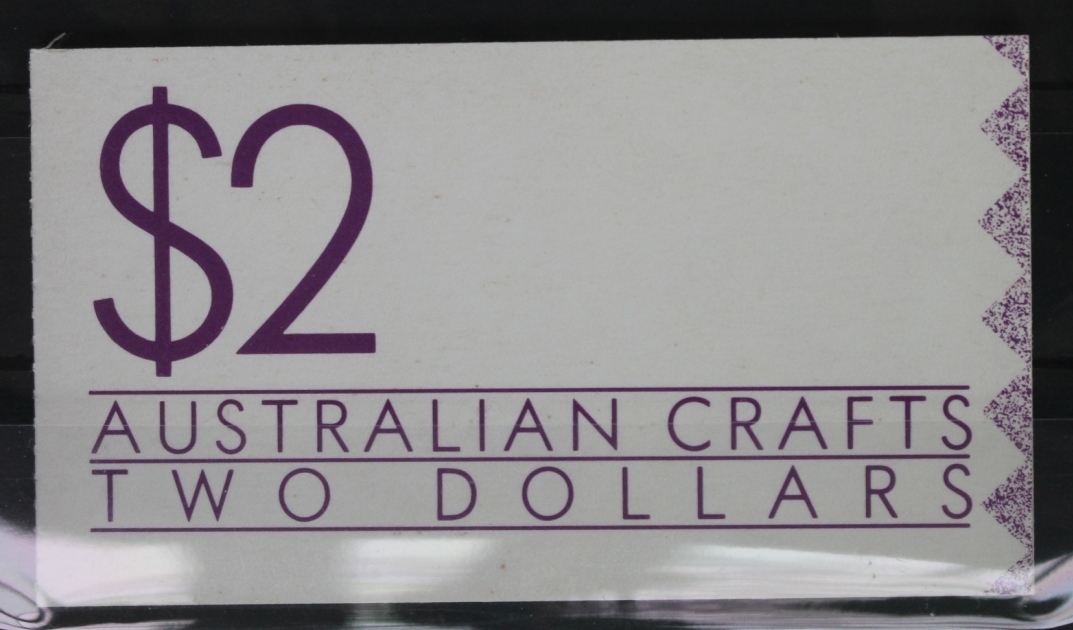 $2
AUSTRALIAN CRAFTS
TWO DOLLARS